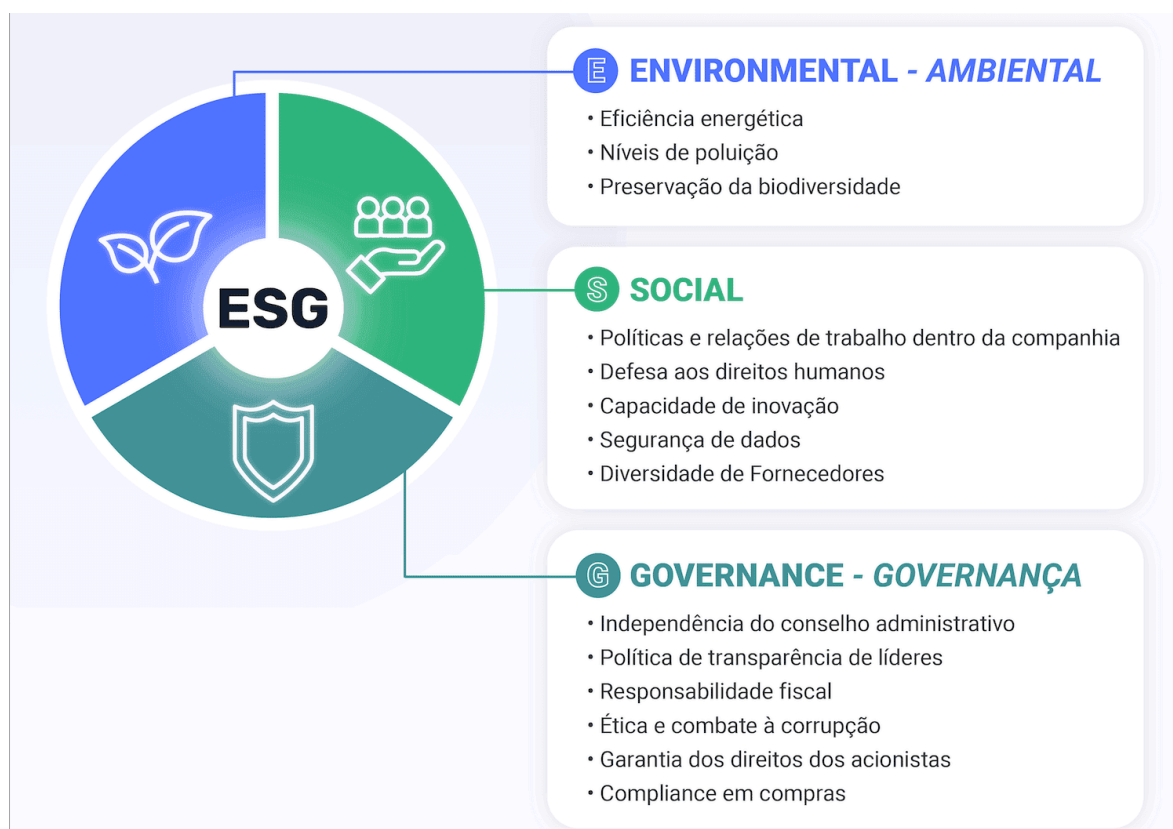 ESG
E ENVIRONMENTAL - AMBIENTAL
• Eficiência energética
• Níveis de poluição
• Preservação da biodiversidade
S SOCIAL
• Políticas e relações de trabalho dentro da companhia
• Defesa aos direitos humanos
• Capacidade de inovação
• Segurança de dados
• Diversidade de Fornecedores
G GOVERNANCE - GOVERNANÇA
• Independência do conselho administrativo
• Política de transparência de líderes
• Responsabilidade fiscal
• Ética e combate à corrupção
• Garantia dos direitos dos acionistas
• Compliance em compras